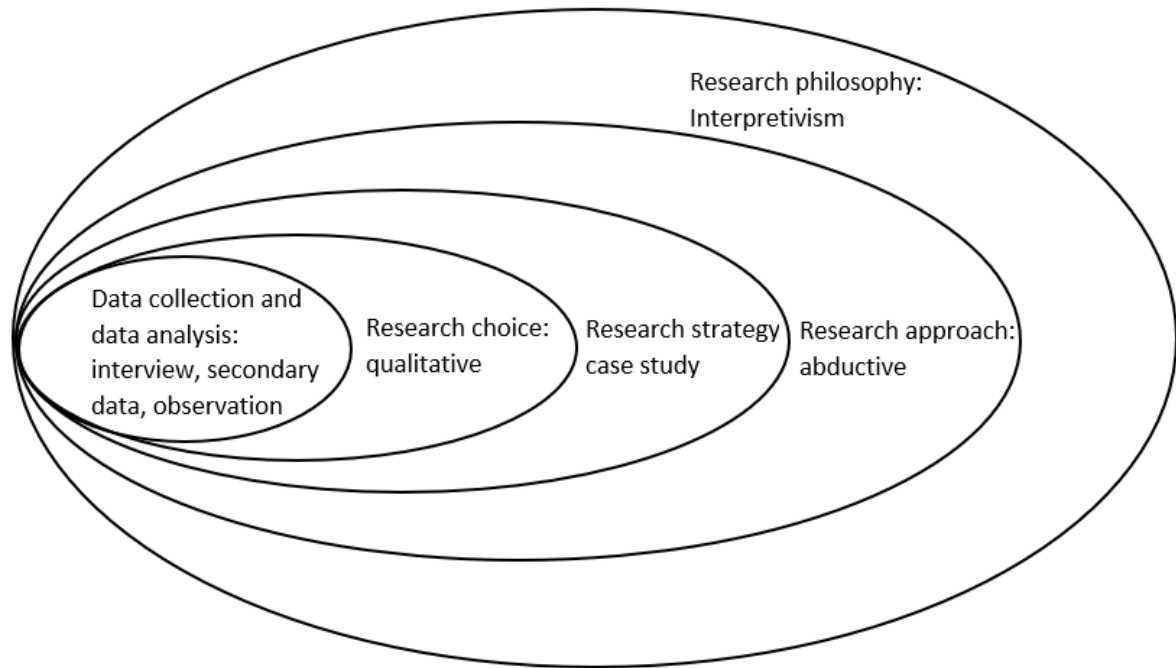 Research philosophy:
Interpretivism
Data collection and
data analysis:
interview, secondary
data, observation
Research choice:
qualitative
Research strategy
case study
Research approach:
abductive